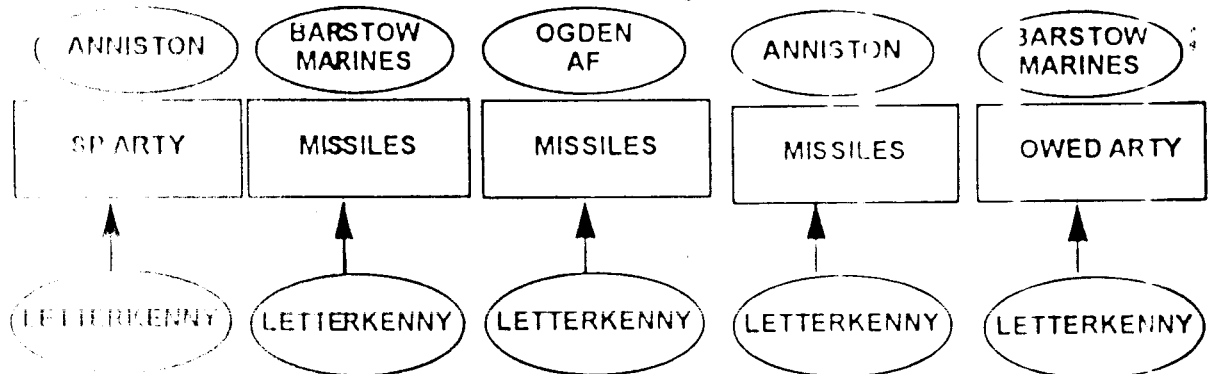 ANNISTON
BARSTOW
MARINES
OGDEN
AF
ANNISTON
BARSTOW
MARINES
SP ARTY
MISSILES
MISSILES
MISSILES
OWED ARTY
LETTERKENNY
LETTERKENNY
LETTERKENNY
LETTERKENNY
LETTERKENNY